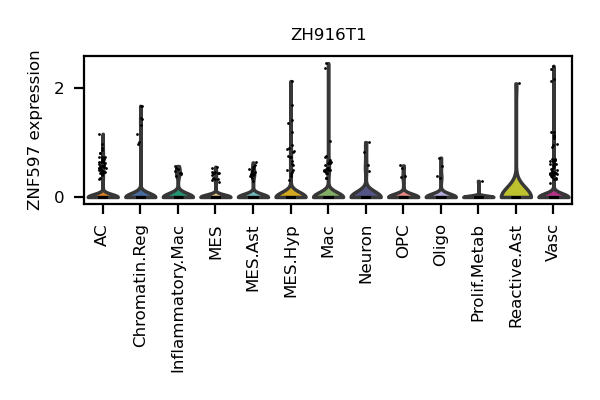 ZH916T1
ZNF597 expression
2
0
AC
Chromatin.Reg
Inflammatory.Mac
MES
MES.Ast
MES.Hyp
Mac
Neuron
OPC
Oligo
Prolif.Metab
Reactive.Ast
Vasc